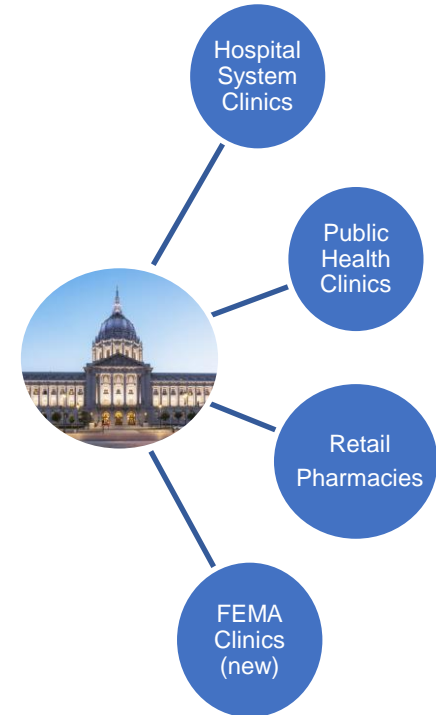 Hospital
System
Clinics
Public
Health
Clinics
Retail
Pharmacies
FEMA
Clinics
(new)